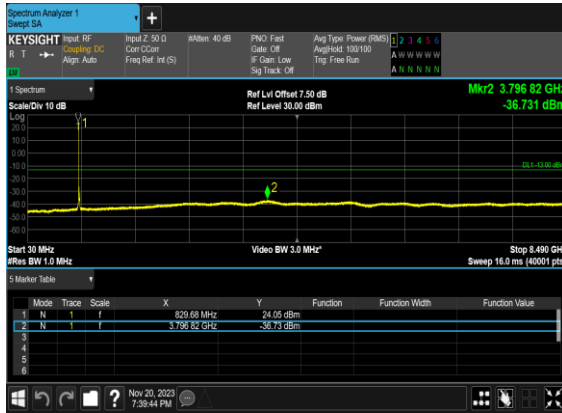 Spectrum Analyzer 1
Swept SA
+
KEYSIGHT Input: RF Input Z: 50 Ω #Atten: 40 dB PNO: Fast Avg Type: Power (RMS) 1 2 3 4 5 6
R T Coupling: DC Corr CCorr Gate: Off Avg|Hold: 100/100 A W W W W W
Align: Auto Freq Ref: Int (S) IF Gain: Low Trig: Free Run
Sig Track: Off A N N N N N
1 Spectrum Ref Lvl Offset 7.50 dB Mkr2 3.796 82 GHz
Scale/Div 10 dB Ref Level 30.00 dBm -36.731 dBm
Log
20.0
10.0
0.00
-10.0
-20.0
-30.0
-40.0
-50.0
-60.0
1
2
DL1 -13.00 dBm
Start 30 MHz Video BW 3.0 MHz* Stop 8.490 GHz
#Res BW 1.0 MHz Sweep 16.0 ms (40001 pts)
5 Marker Table
Mode Trace Scale X Y Function Function Width Function Value
1 N 1 f 829.68 MHz 24.05 dBm
2 N 1 f 3.796 82 GHz -36.73 dBm
3
4
5
6
? Nov 20, 2023
7:39:44 PM